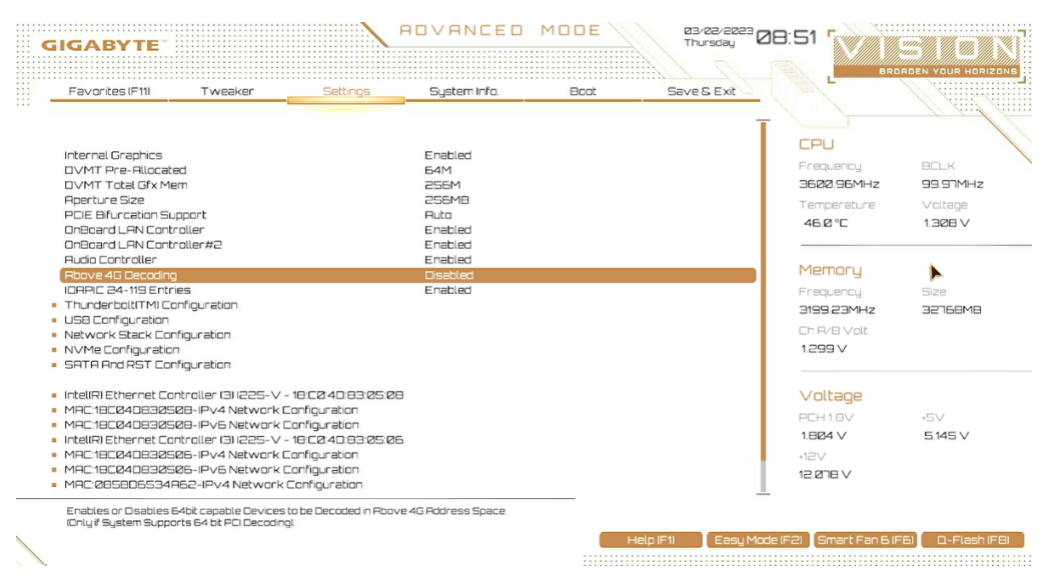 GIGABYTE
ADVANCED MODE
03/02/2023
Thursday
08:51
VISION
BROADEN YOUR HORIZONS
Favorites (F11) Tweaker Settings System Info. Boot Save & Exit
Internal Graphics Enabled
DVMT Pre-Allocated 64M
DVMT Total Gfx Mem 256M
Aperture Size 256MB
PCIE Bifurcation Support Auto
OnBoard LAN Controller Enabled
OnBoard LAN Controller#2 Enabled
Audio Controller Enabled
Above 4G Decoding Disabled
IOAPIC 24-119 Entries Enabled
Thunderbolt(TM) Configuration
USB Configuration
Network Stack Configuration
NVMe Configuration
SATA And RST Configuration
Intel(R) Ethernet Controller (3) I225-V - 18:C0:4D:83:05:08
MAC:18C04D830508-IPv4 Network Configuration
MAC:18C04D830508-IPv6 Network Configuration
Intel(R) Ethernet Controller (3) I225-V - 18:C0:4D:83:05:06
MAC:18C04D830506-IPv4 Network Configuration
MAC:18C04D830506-IPv6 Network Configuration
MAC:0858D6534A62-IPv4 Network Configuration
Enables or Disables 64bit capable Devices to be Decoded in Above 4G Address Space
(Only if System Supports 64 bit PCI Decoding).
CPU
Frequency BCLK
3600.96MHz 99.97MHz
Temperature Voltage
46.0 °C 1.308 V
Memory
Frequency Size
3199.23MHz 32768MB
Ch A/B Volt
1.299 V
Voltage
PCH 1.8V +5V
1.804 V 5.145 V
+12V
12.078 V
Help (F1) Easy Mode (F2) Smart Fan 6 (F6) Q-Flash (F8)